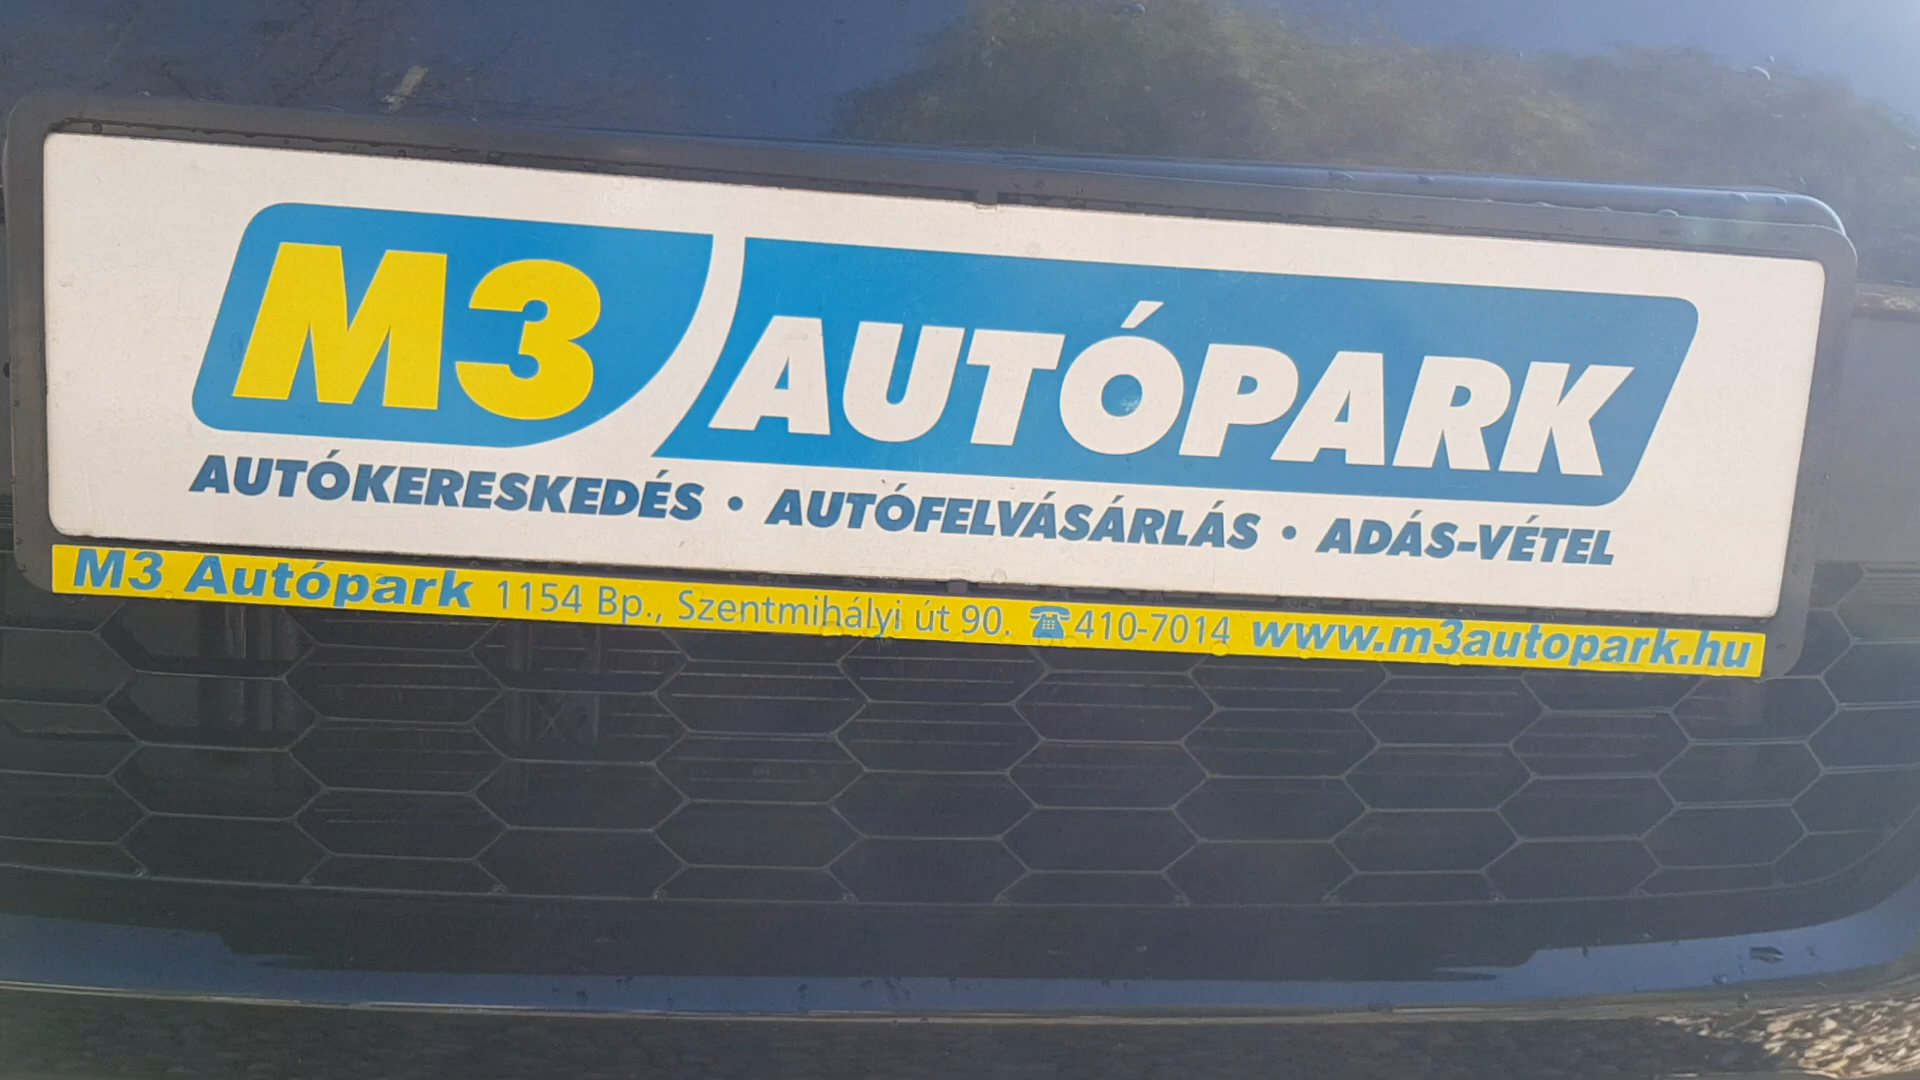 M3 AUTÓPARK
AUTÓKERESKEDÉS • AUTÓFELVÁSÁRLÁS • ADÁS-VÉTEL
M3 Autópark 1154 Bp., Szentmihályi út 90. ☎410-7014 www.m3autopark.hu